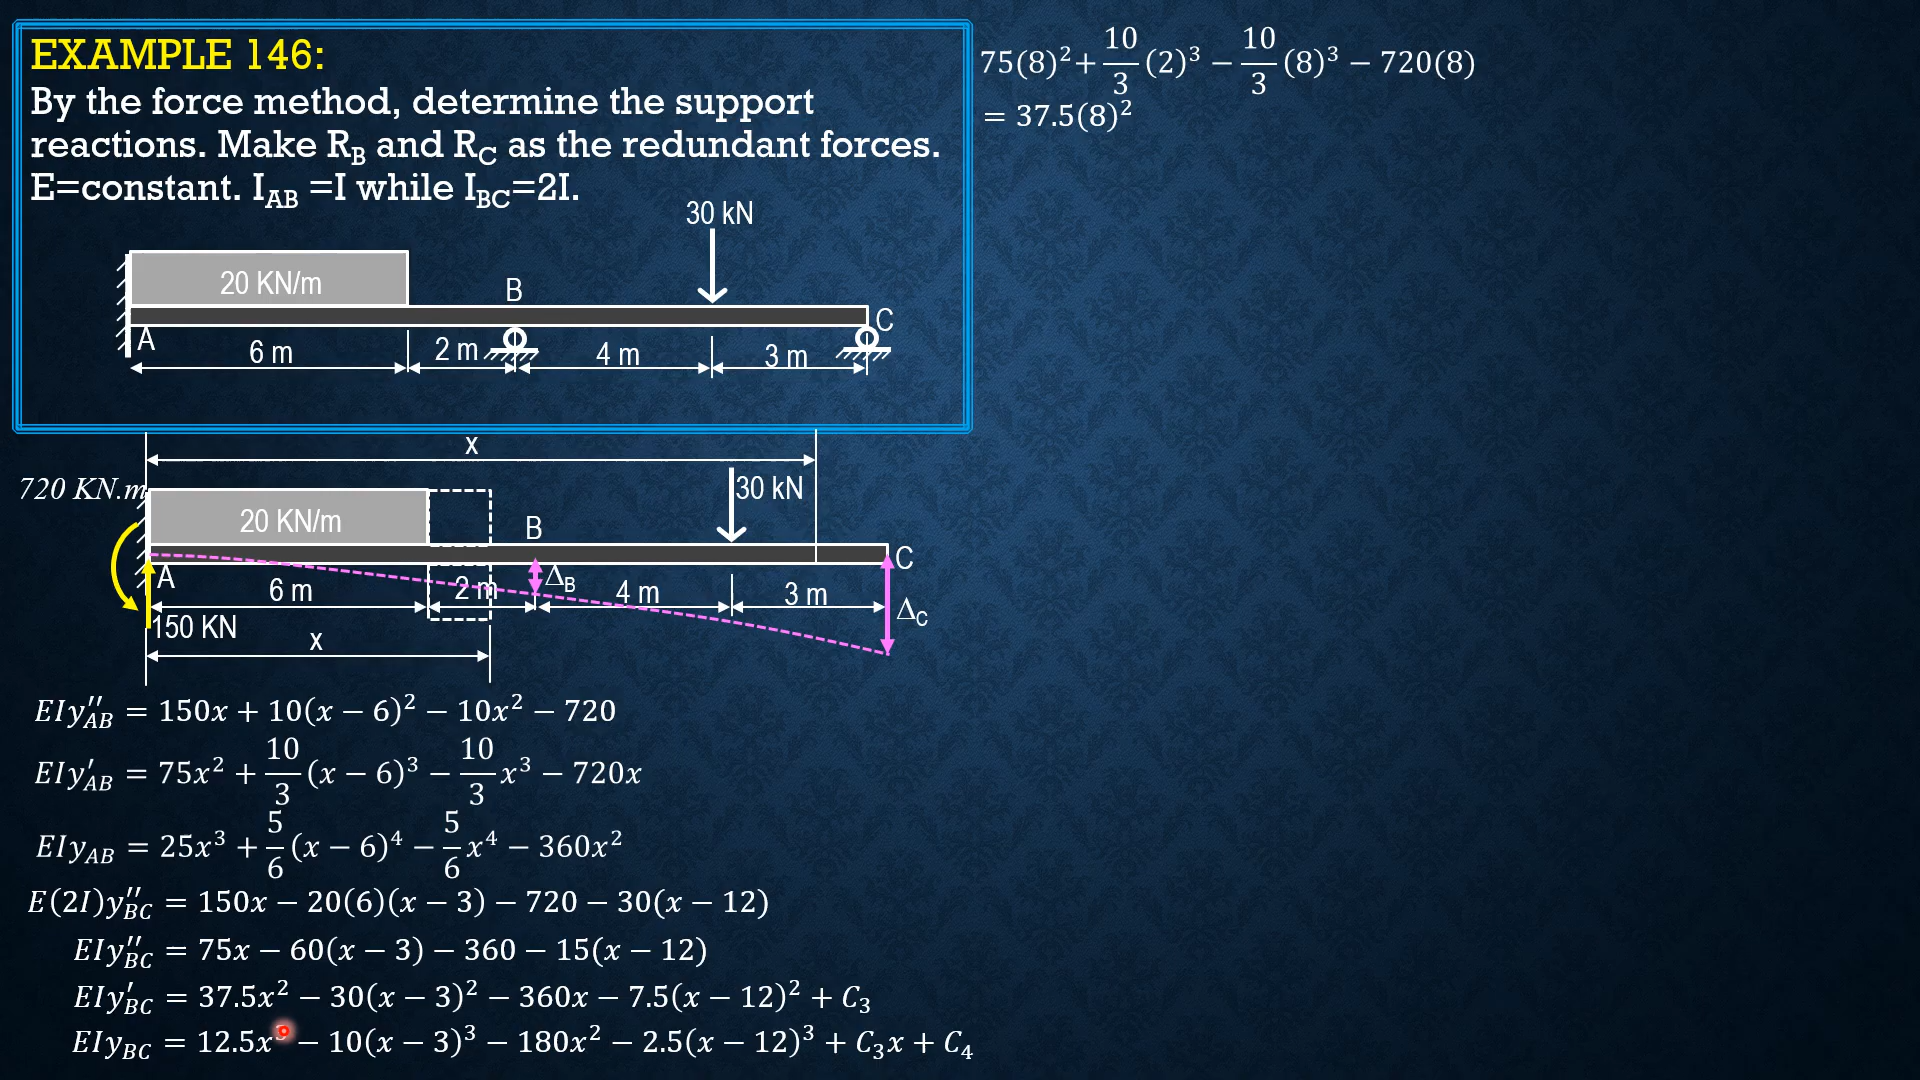 EXAMPLE 146:
By the force method, determine the support
reactions. Make R_B and R_C as the redundant forces.
E=constant. I_AB =I while I_BC=2I.
30 kN
20 KN/m
B
A
C
6 m
2 m
4 m
3 m
x
720 KN.m
20 KN/m
30 kN
B
A
C
6 m
2 m
Δ_B
4 m
3 m
Δ_C
150 KN
x
EIy''_AB = 150x + 10(x − 6)² − 10x² − 720
EIy'_AB = 75x² + 10/3 (x − 6)³ − 10/3 x³ − 720x
EIy_AB = 25x³ + 5/6 (x − 6)⁴ − 5/6 x⁴ − 360x²
E(2I)y''_BC = 150x − 20(6)(x − 3) − 720 − 30(x − 12)
EIy''_BC = 75x − 60(x − 3) − 360 − 15(x − 12)
EIy'_BC = 37.5x² − 30(x − 3)² − 360x − 7.5(x − 12)² + C₃
EIy_BC = 12.5x³ − 10(x − 3)³ − 180x² − 2.5(x − 12)³ + C₃x + C₄
75(8)² + 10/3 (2)³ − 10/3 (8)³ − 720(8)
= 37.5(8)²